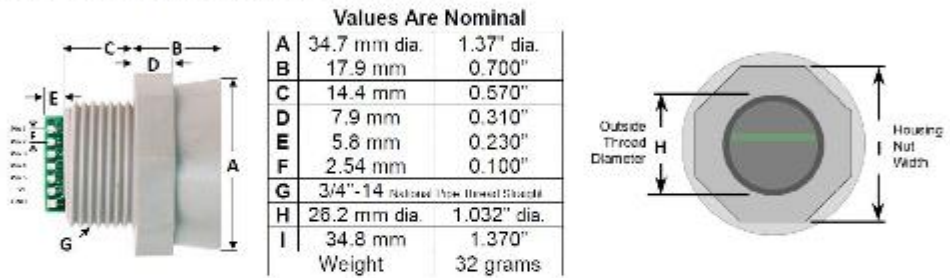 Values Are Nominal
A 34.7 mm dia. 1.37" dia.
B 17.9 mm 0.700"
C 14.4 mm 0.570"
D 7.9 mm 0.310"
E 5.8 mm 0.230"
F 2.54 mm 0.100"
G 3/4"-14 National Pipe Thread Straight
H 26.2 mm dia. 1.032" dia.
I 34.8 mm 1.370"
Weight 32 grams
C B
D
E
A
G
Outside
Thread H
Diameter
I Housing
Nut
Width